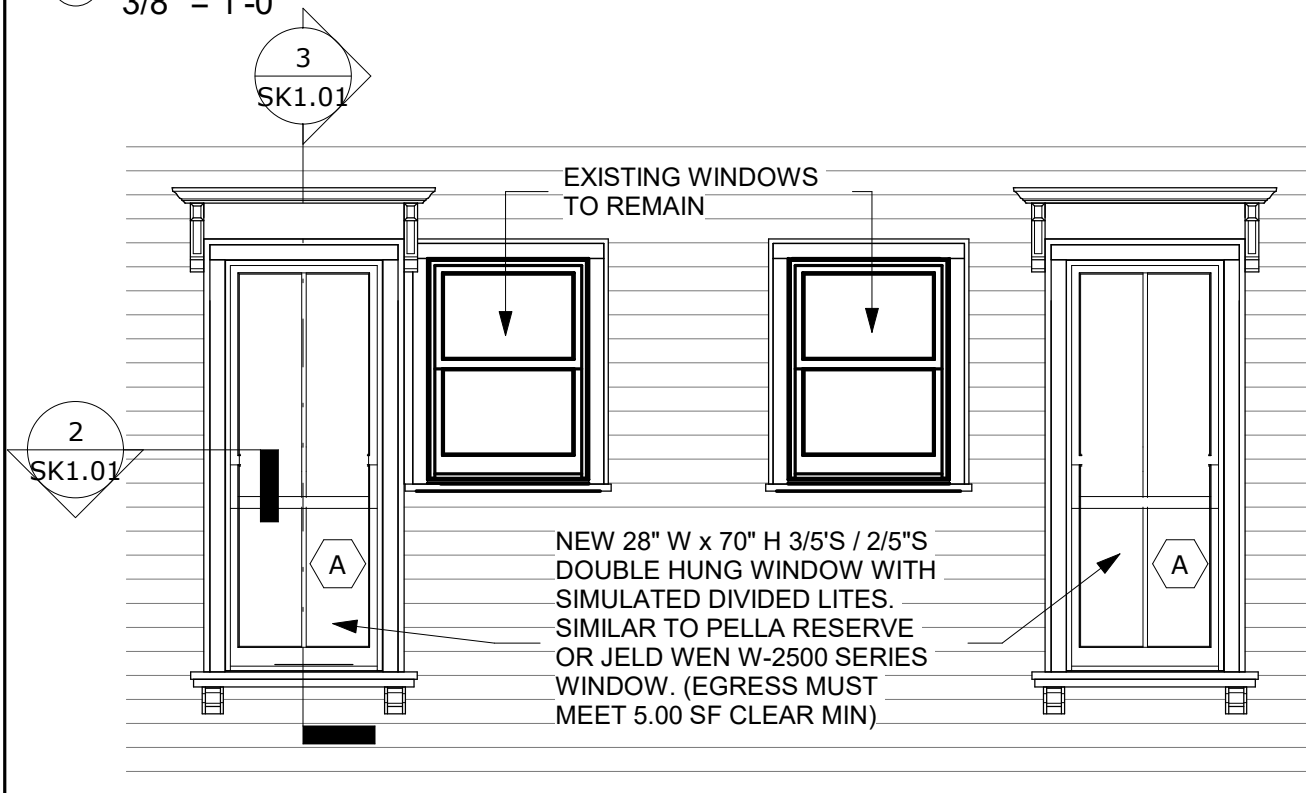 3/8" = 1'-0"
3
SK1.01
EXISTING WINDOWS
TO REMAIN
2
SK1.01
NEW 28" W x 70" H 3/5'S / 2/5"S
DOUBLE HUNG WINDOW WITH
SIMULATED DIVIDED LITES.
SIMILAR TO PELLA RESERVE
OR JELD WEN W-2500 SERIES
WINDOW. (EGRESS MUST
MEET 5.00 SF CLEAR MIN)
A
A